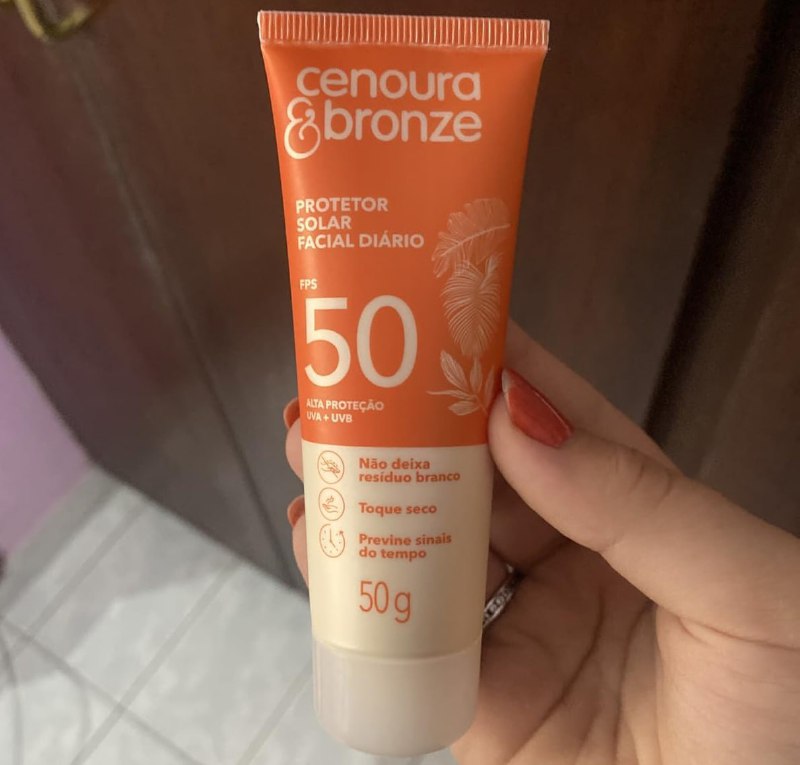 cenoura
&bronze
PROTETOR
SOLAR
FACIAL DIÁRIO
FPS
50
ALTA PROTEÇÃO
UVA + UVB
Não deixa
resíduo branco
Toque seco
Previne sinais
do tempo
50 g